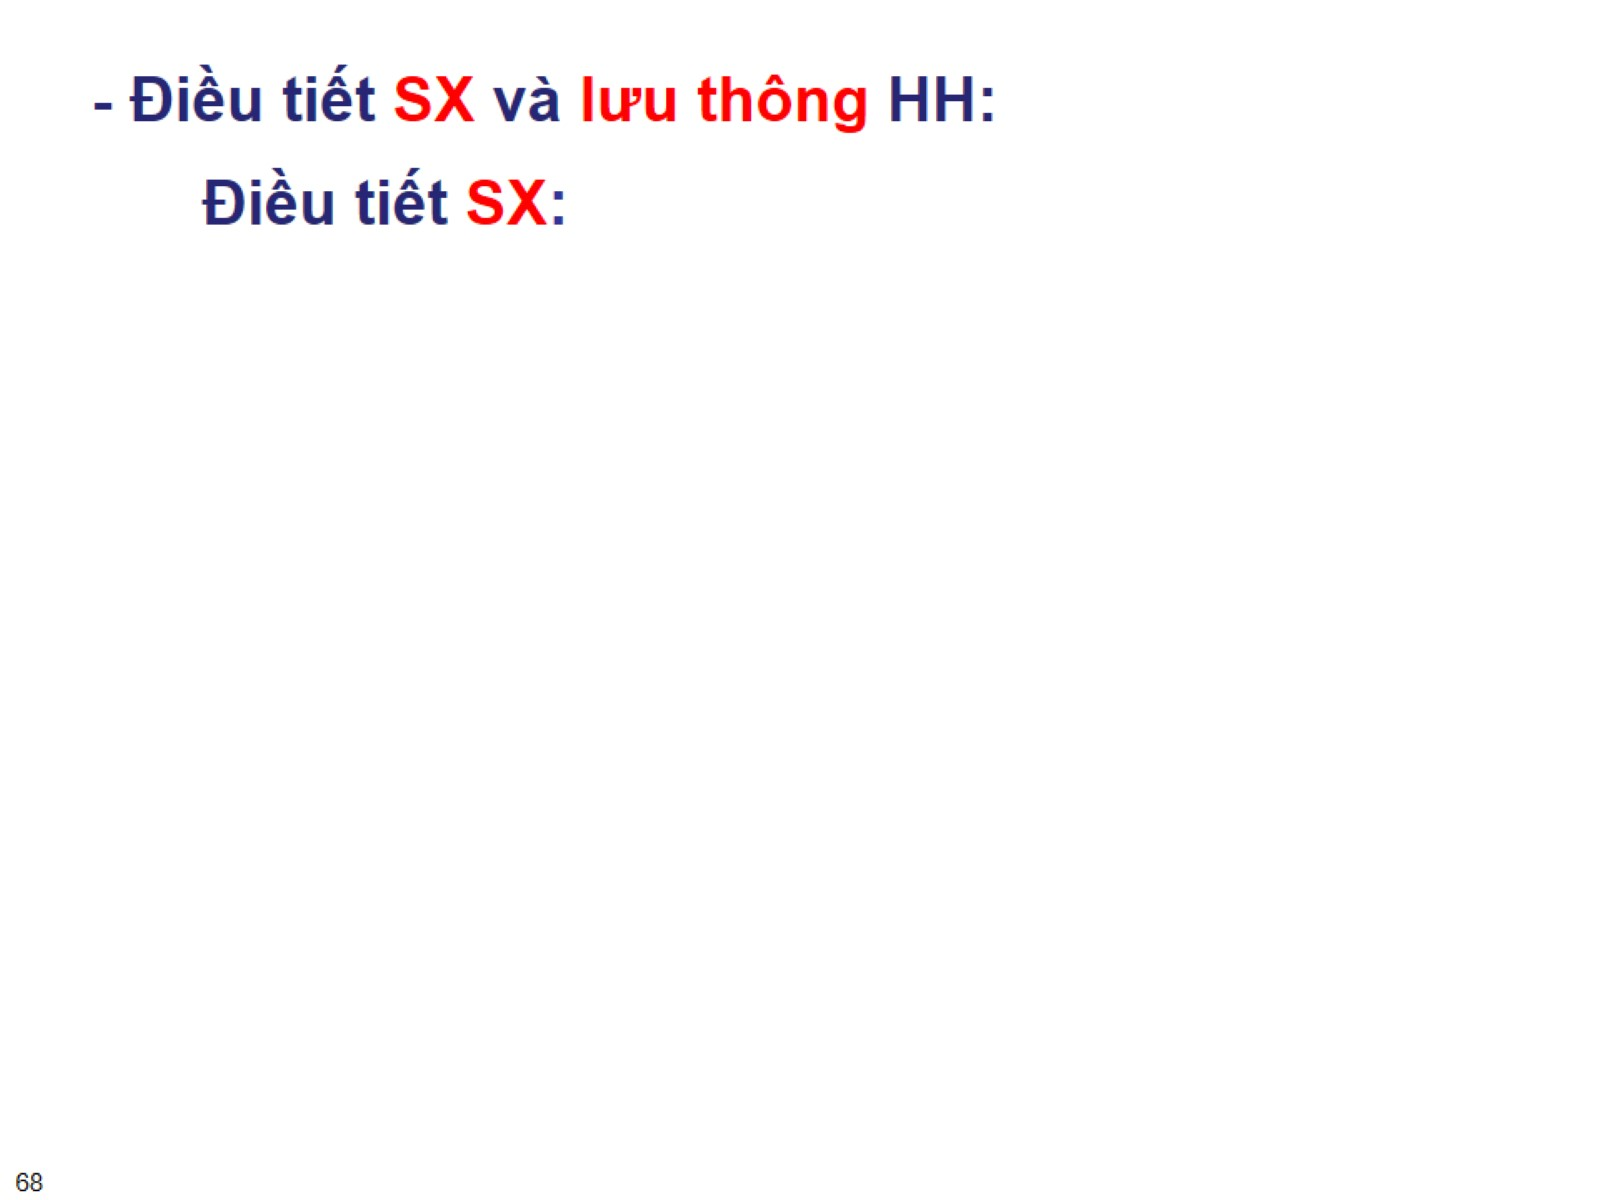 - Điều tiết SX và lưu thông HH:
Điều tiết SX:
68